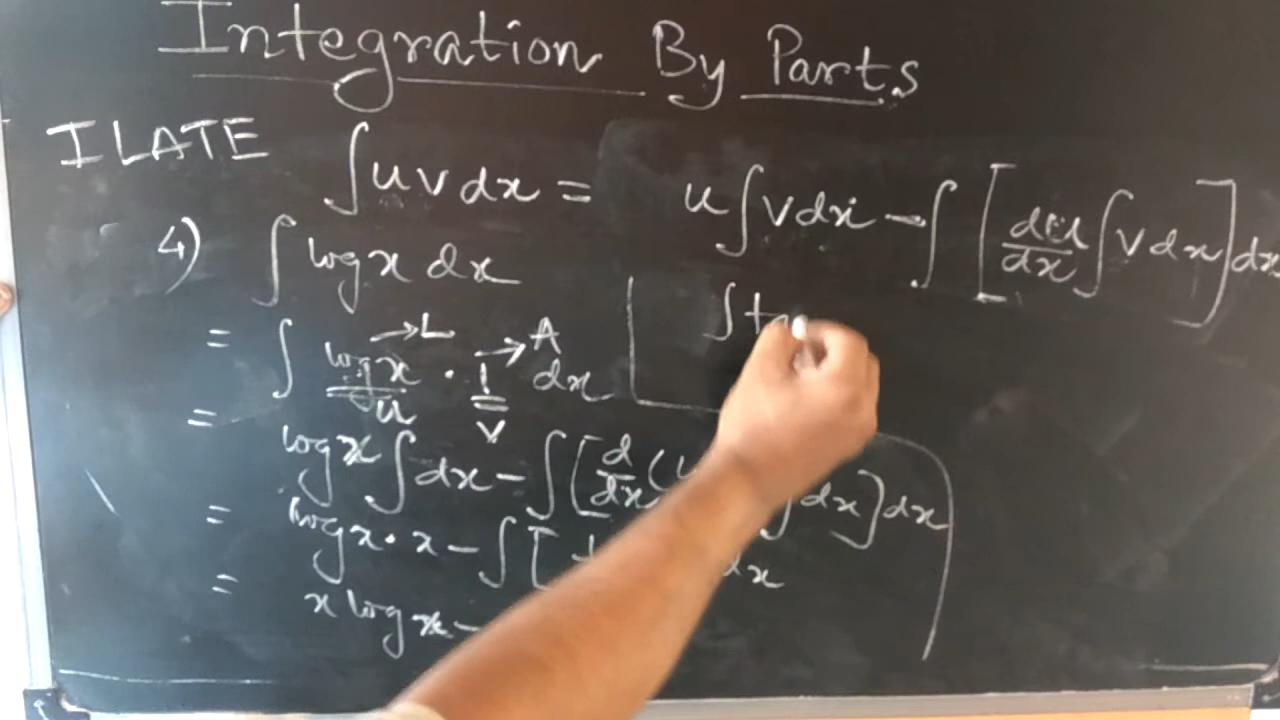 Integration By Parts
ILATE
∫ u v dx = u ∫ v dx - ∫ [ du/dx ∫ v dx ] dx
4) ∫ log x dx
= ∫ log x → L · 1 → A dx
u v
∫ t
= log x ∫ dx - ∫ [ d/dx ( ∫ dx ] dx
= log x · x - ∫ [ dx
= x log x -